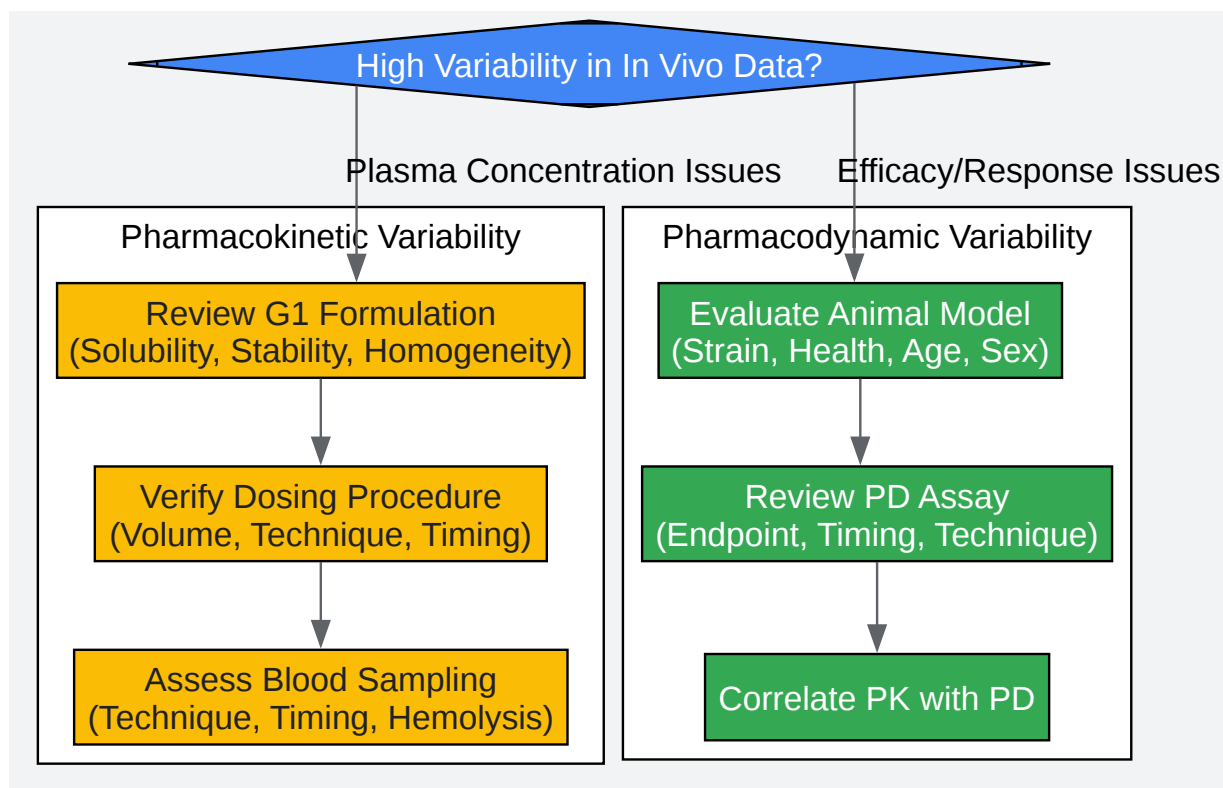 High Variability in In Vivo Data?
Plasma Concentration Issues
Efficacy/Response Issues
Pharmacokinetic Variability
Review G1 Formulation
(Solubility, Stability, Homogeneity)
Verify Dosing Procedure
(Volume, Technique, Timing)
Assess Blood Sampling
(Technique, Timing, Hemolysis)
Pharmacodynamic Variability
Evaluate Animal Model
(Strain, Health, Age, Sex)
Review PD Assay
(Endpoint, Timing, Technique)
Correlate PK with PD